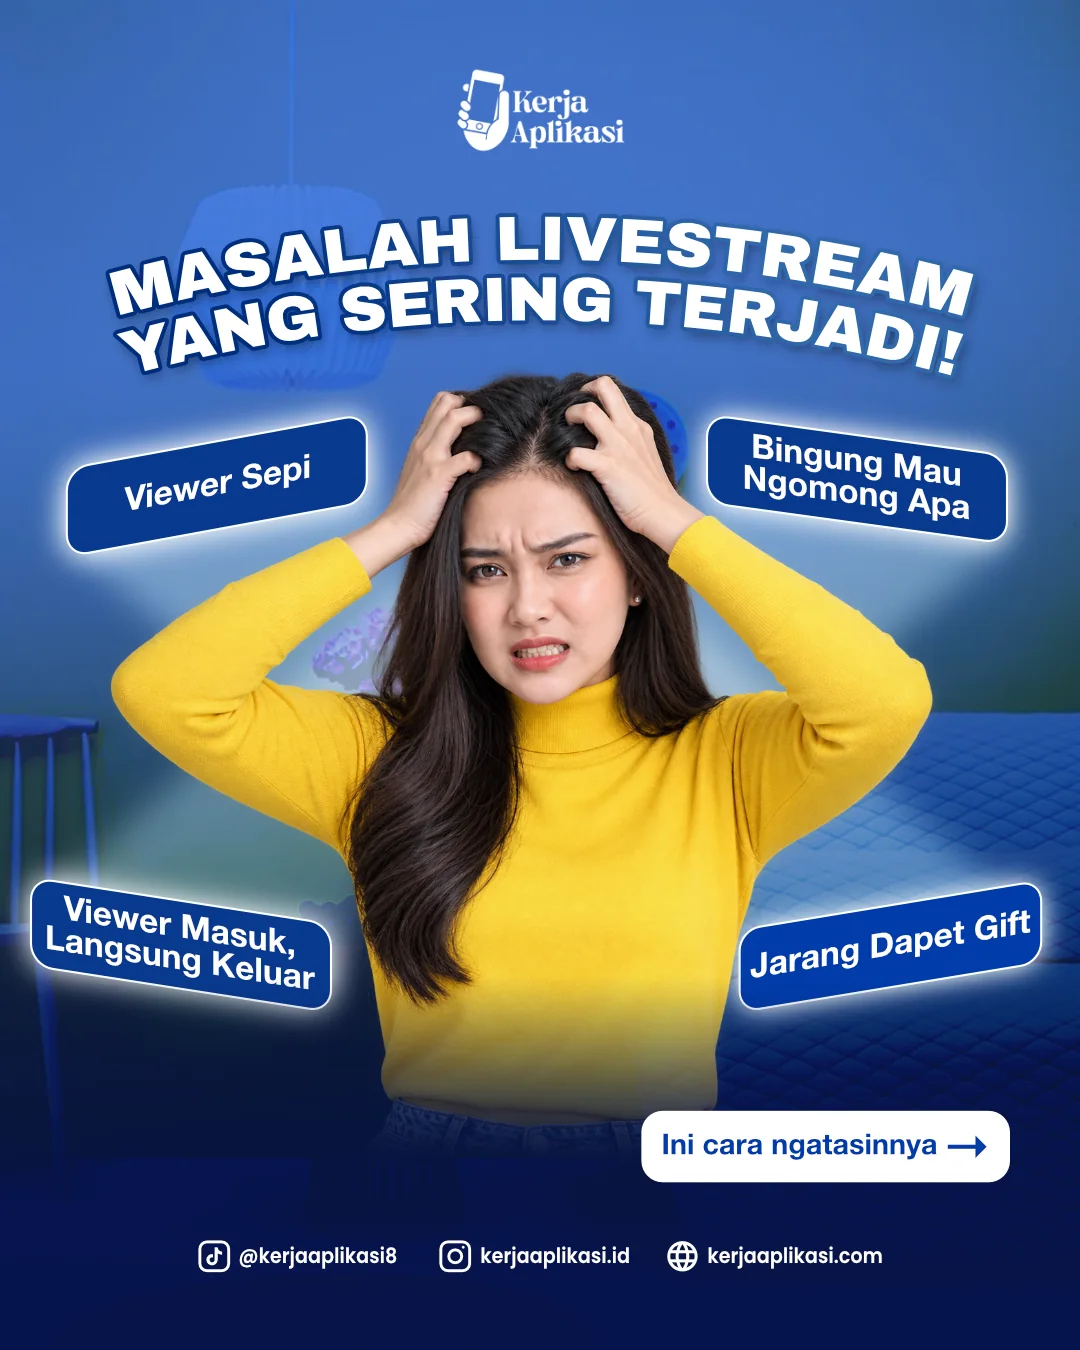 Kerja
Aplikasi
MASALAH LIVESTREAM
YANG SERING TERJADI!
Viewer Sepi
Bingung Mau
Ngomong Apa
Viewer Masuk,
Langsung Keluar
Jarang Dapet Gift
Ini cara ngatasinnya →
@kerjaaplikasi8
kerjaaplikasi.id
kerjaaplikasi.com